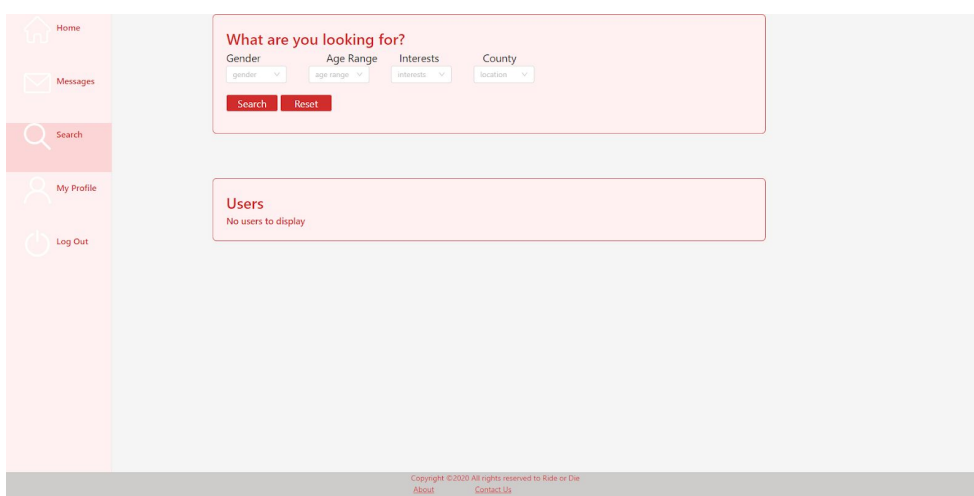 Home
Messages
Search
My Profile
Log Out
What are you looking for?
Gender Age Range Interests County
gender age range interests location
Search Reset
Users
No users to display
Copyright ©2020 All rights reserved to Ride or Die
About Contact Us